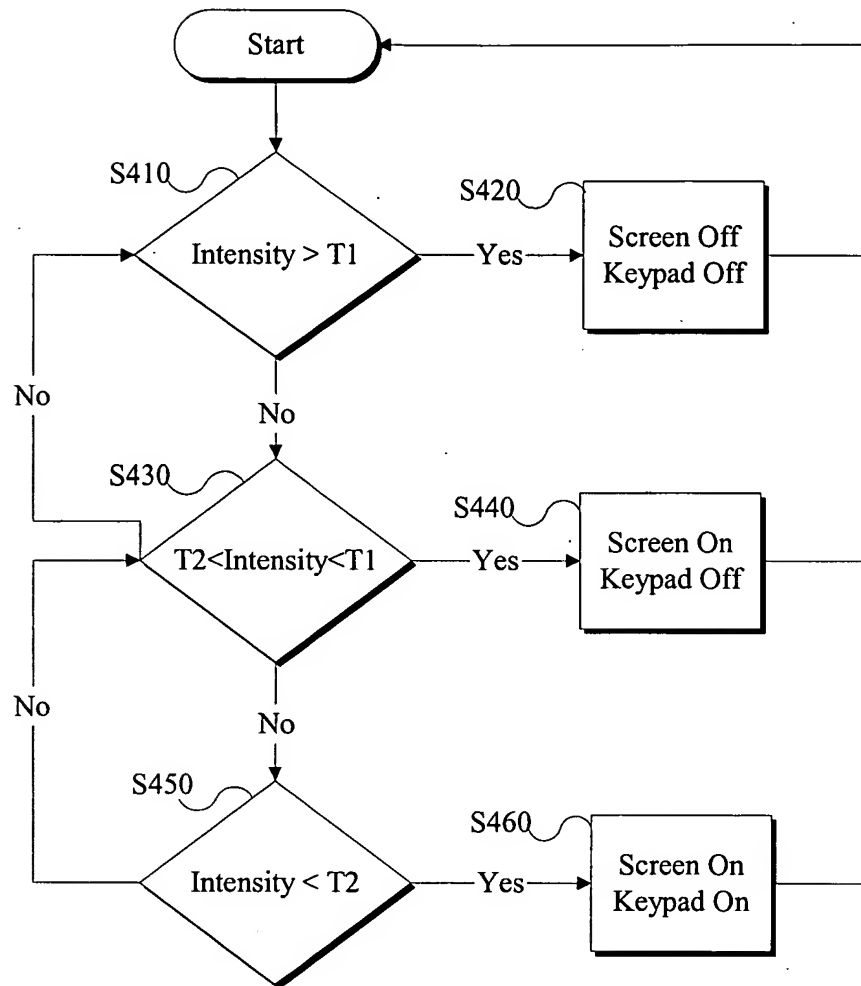 Start
S410
Intensity > T1
Yes
S420
Screen Off
Keypad Off
No
No
S430
T2<Intensity<T1
Yes
S440
Screen On
Keypad Off
No
No
S450
Intensity < T2
Yes
S460
Screen On
Keypad On